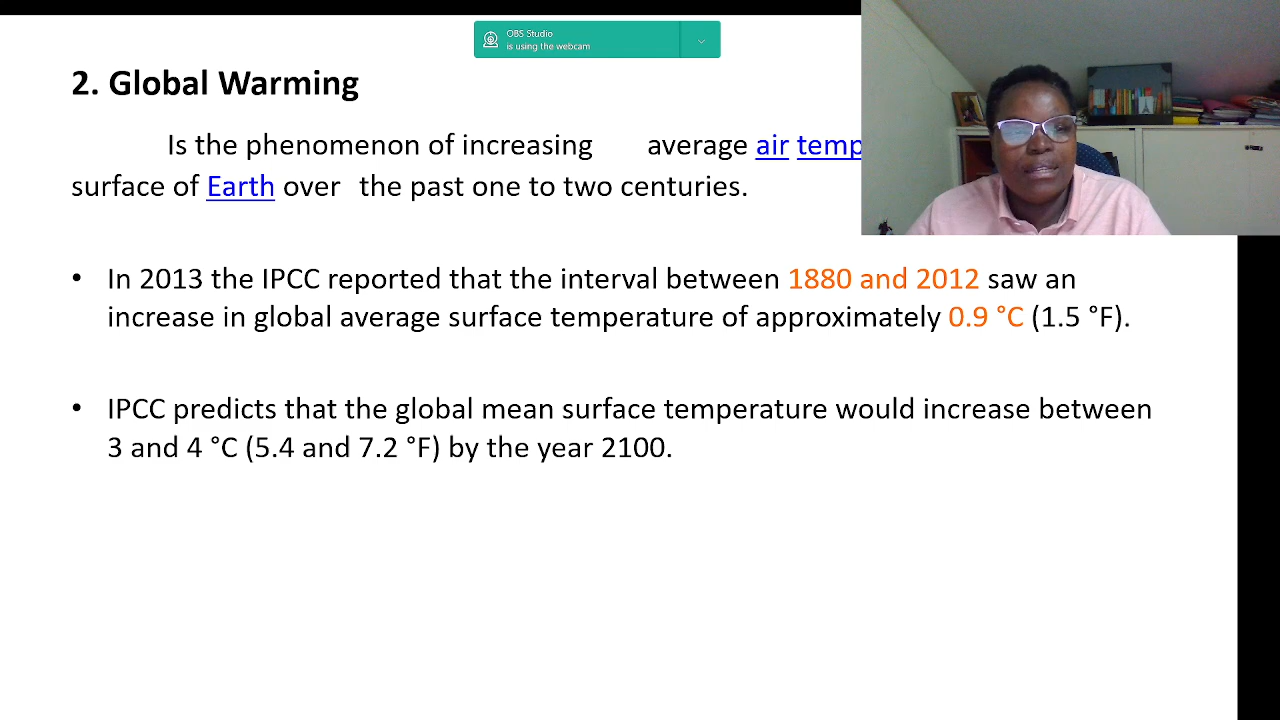 OBS Studio
is using the webcam
2. Global Warming
Is the phenomenon of increasing average air temp
surface of Earth over the past one to two centuries.
• In 2013 the IPCC reported that the interval between 1880 and 2012 saw an
increase in global average surface temperature of approximately 0.9 °C (1.5 °F).
• IPCC predicts that the global mean surface temperature would increase between
3 and 4 °C (5.4 and 7.2 °F) by the year 2100.